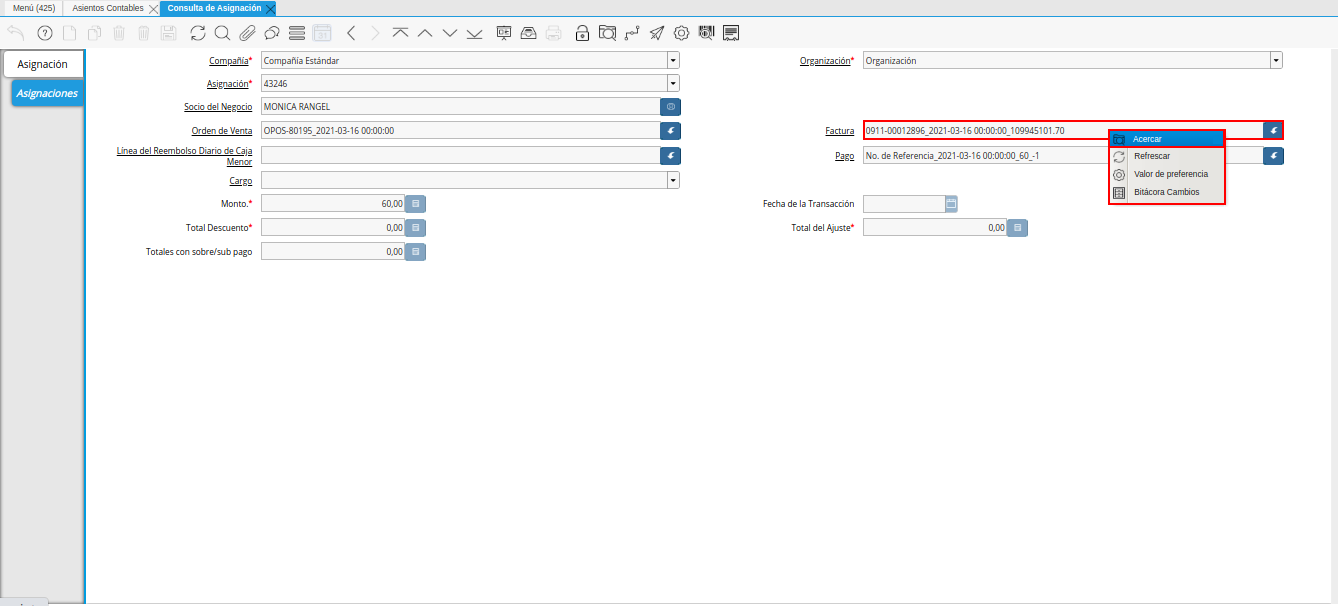 Menú (425)
Asientos Contables
Consulta de Asignación
31
Asignación
Asignaciones
Compañía* Compañía Estándar
Organización* Organización
Asignación* 43246
Socio del Negocio MONICA RANGEL
Orden de Venta OPOS-80195_2021-03-16 00:00:00
Factura 0911-00012896_2021-03-16 00:00:00_109945101.70
Línea del Reembolso Diario de Caja
Menor
Pago No. de Referencia_2021-03-16 00:00:00_60_-1
Acercar
Refrescar
Valor de preferencia
Bitácora Cambios
Cargo
Monto.* 60,00
Fecha de la Transacción
Total Descuento* 0,00
Total del Ajuste* 0,00
Totales con sobre/sub pago 0,00